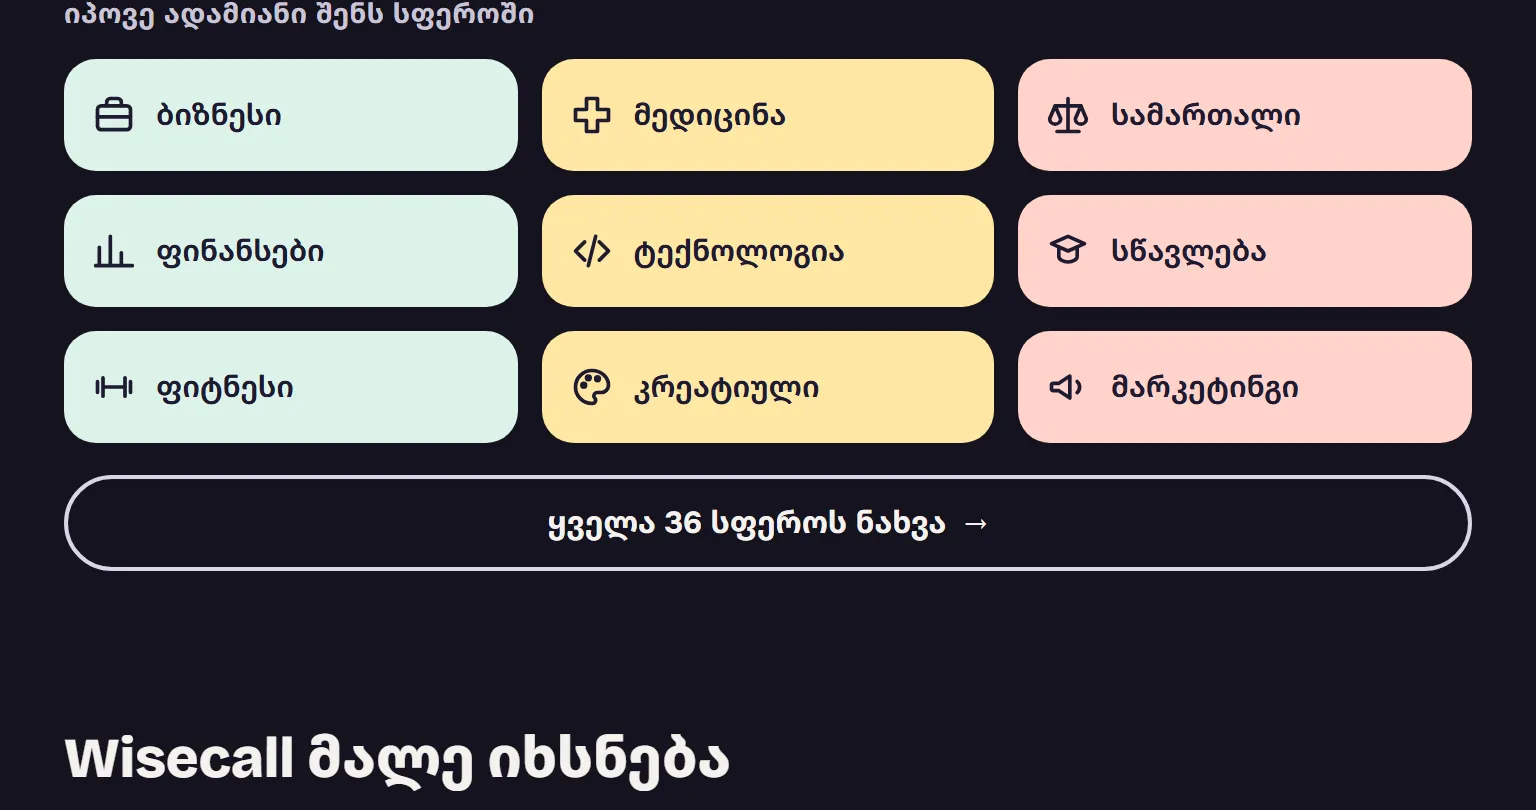 იპოვე ადამიანი შენს სფეროში
ბიზნესი
მედიცინა
სამართალი
ფინანსები
ტექნოლოგია
სწავლება
ფიტნესი
კრეატიული
მარკეტინგი
ყველა 36 სფეროს ნახვა →
Wisecall მალე იხსნება